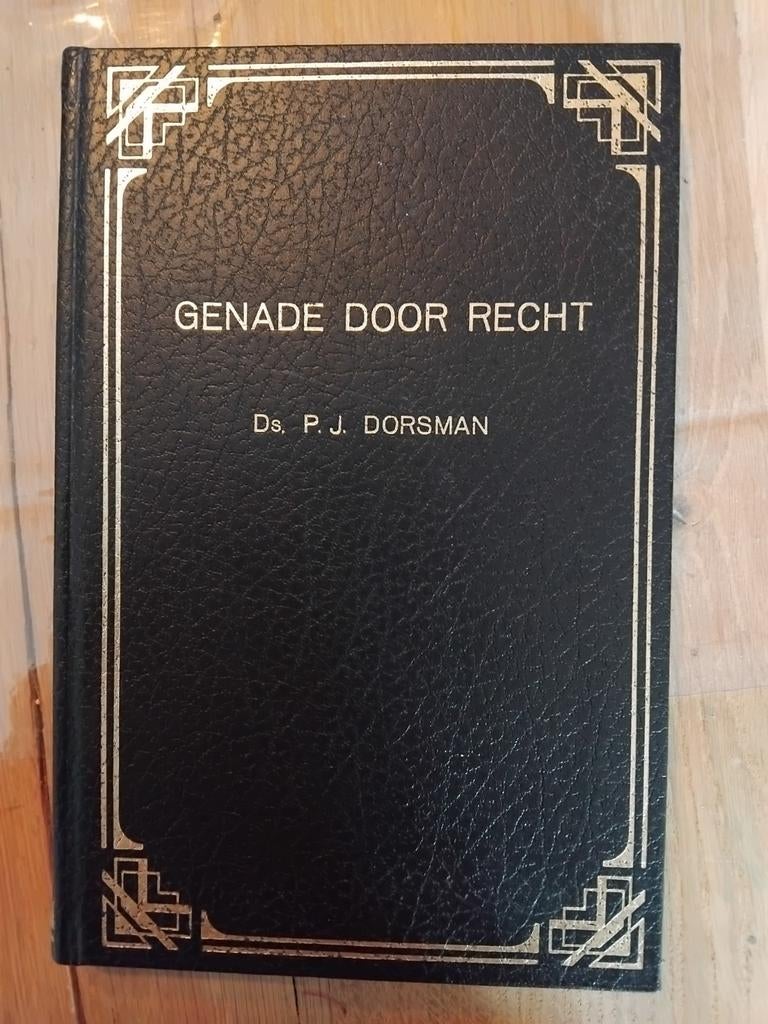 GENADE DOOR RECHT
Ds. P. J. DORSMAN